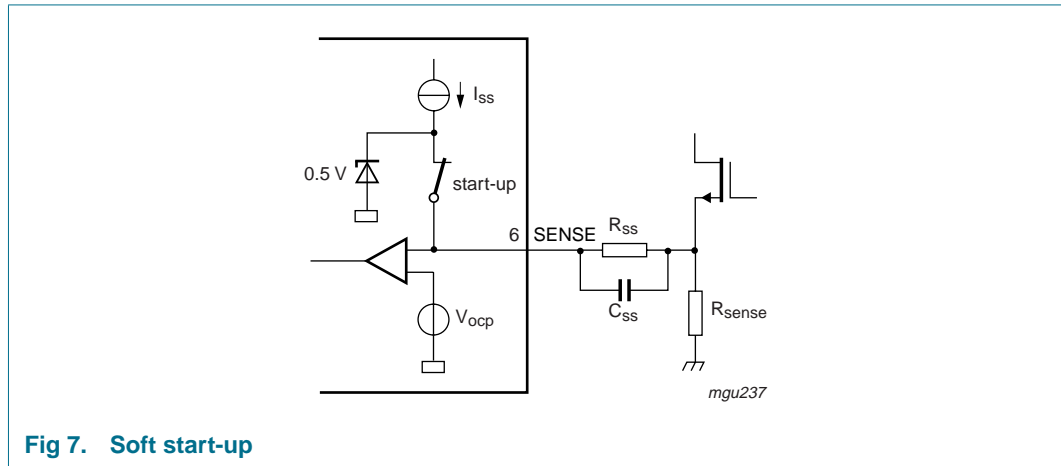 Iss
0.5 V
start-up
6 SENSE Rss
Css
Rsense
Vocp
mgu237
Fig 7. Soft start-up